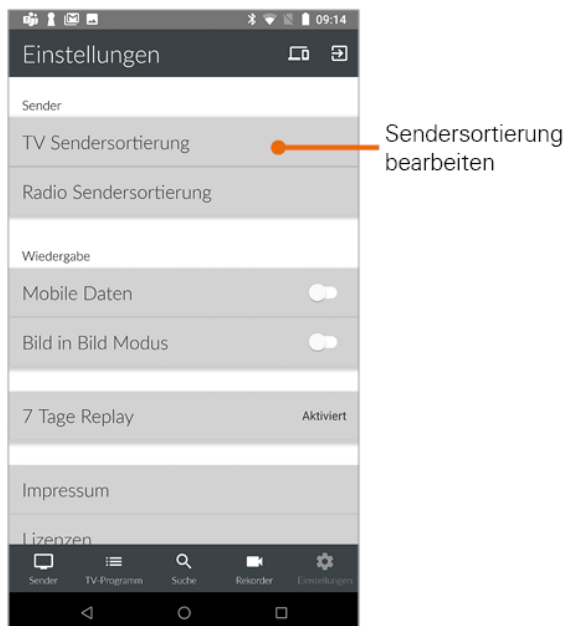 09:14
Einstellungen
Sender
TV Sendersortierung
Sendersortierung
bearbeiten
Radio Sendersortierung
Wiedergabe
Mobile Daten
Bild in Bild Modus
7 Tage Replay Aktiviert
Impressum
Lizenzen
Sender TV-Programm Suche Rekorder Einstellungen